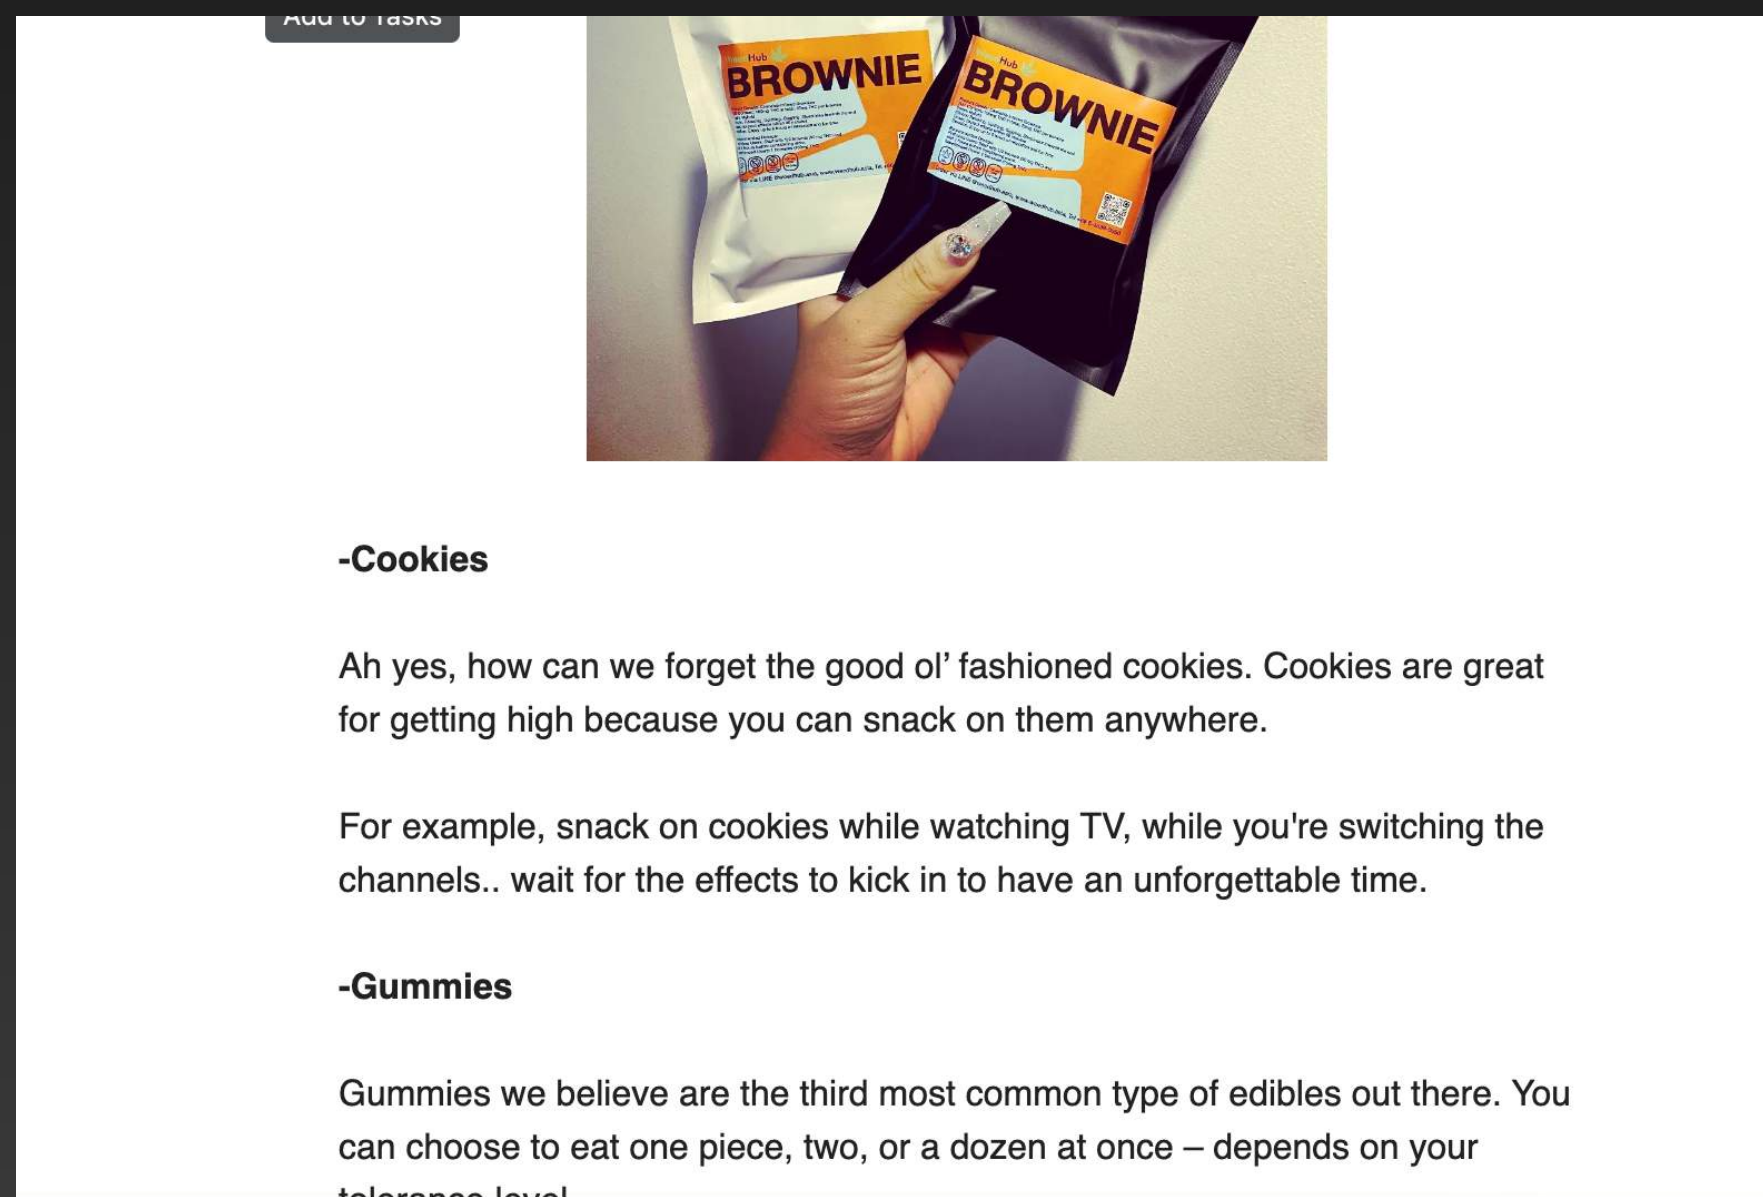 Add to Tasks
Hub
BROWNIE
Hub
BROWNIE
-Cookies
Ah yes, how can we forget the good ol’ fashioned cookies. Cookies are great
for getting high because you can snack on them anywhere.
For example, snack on cookies while watching TV, while you're switching the
channels.. wait for the effects to kick in to have an unforgettable time.
-Gummies
Gummies we believe are the third most common type of edibles out there. You
can choose to eat one piece, two, or a dozen at once – depends on your
tolerance level